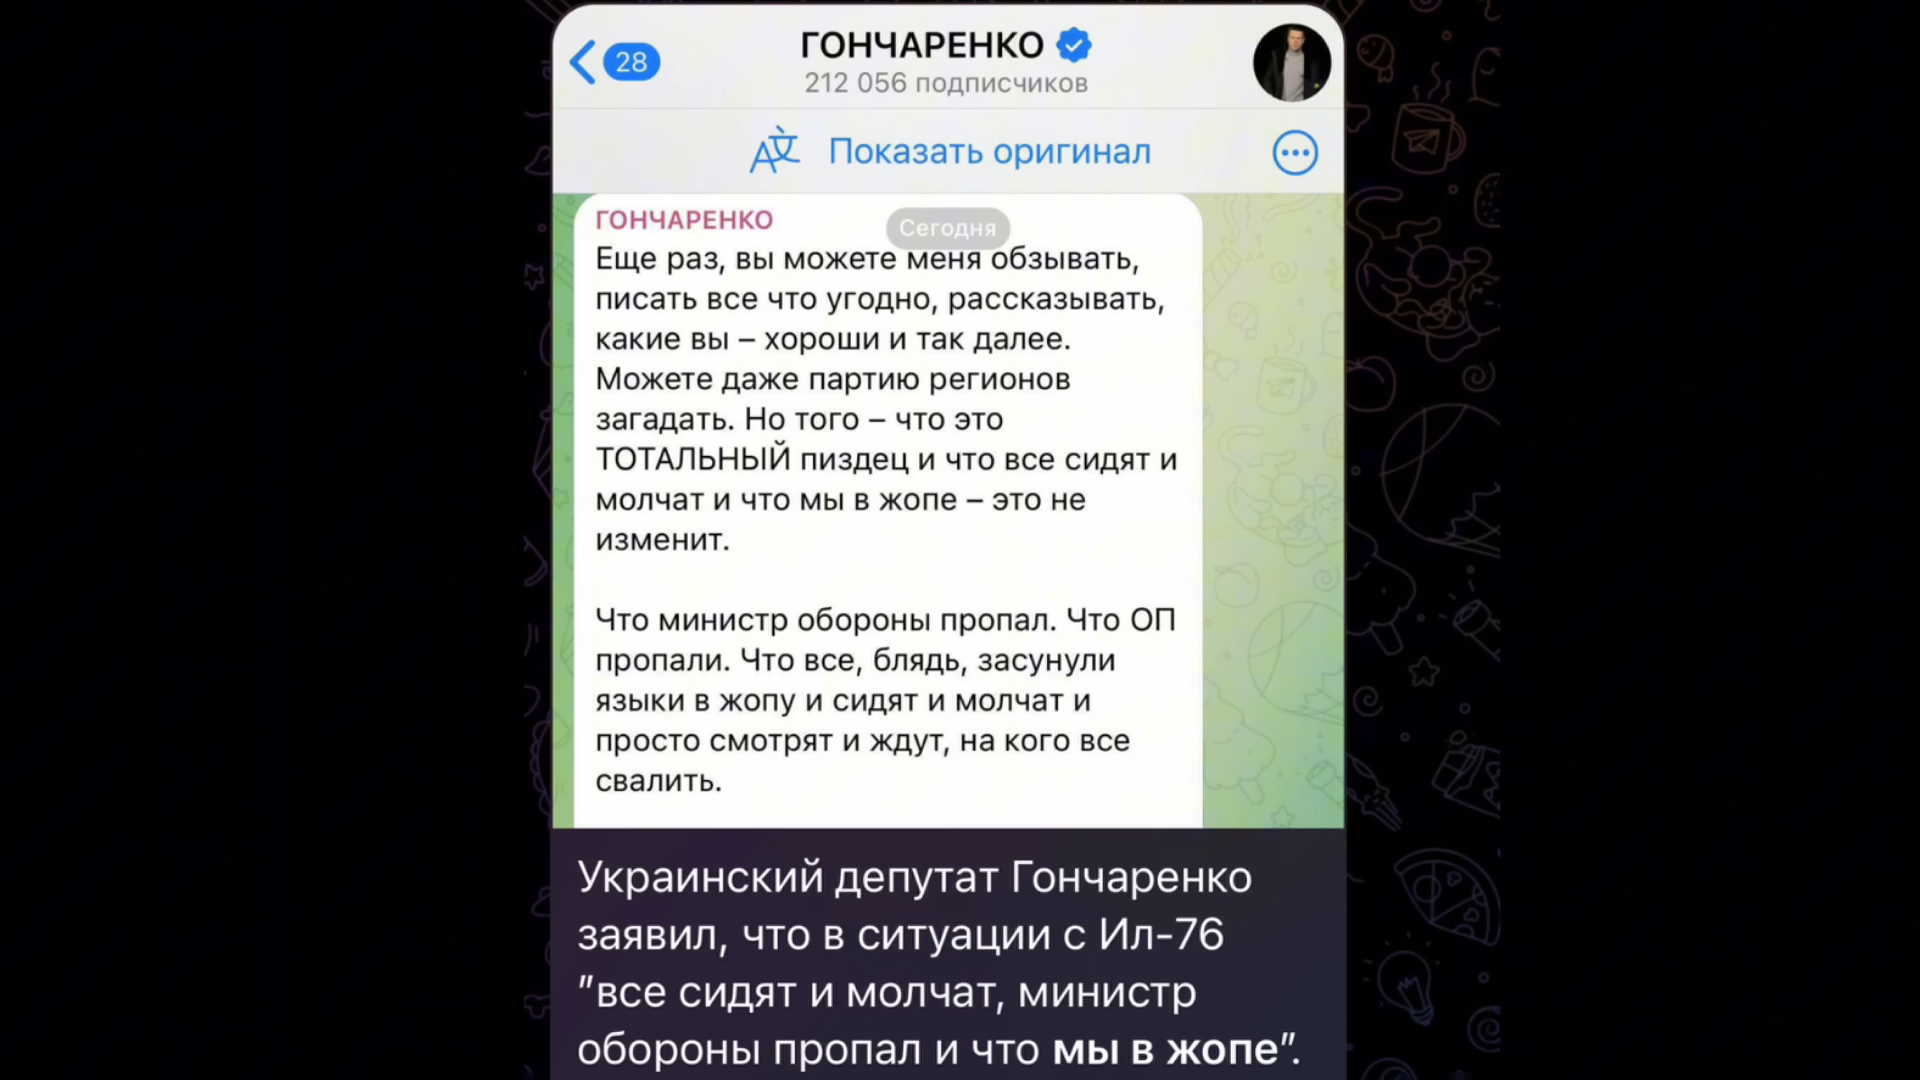 28
ГОНЧАРЕНКО
212 056 подписчиков
Показать оригинал
ГОНЧАРЕНКО
Сегодня
Еще раз, вы можете меня обзывать,
писать все что угодно, рассказывать,
какие вы – хороши и так далее.
Можете даже партию регионов
загадать. Но того – что это
ТОТАЛЬНЫЙ пиздец и что все сидят и
молчат и что мы в жопе – это не
изменит.
Что министр обороны пропал. Что ОП
пропали. Что все, блядь, засунули
языки в жопу и сидят и молчат и
просто смотрят и ждут, на кого все
свалить.
Украинский депутат Гончаренко
заявил, что в ситуации с Ил-76
"все сидят и молчат, министр
обороны пропал и что мы в жопе".